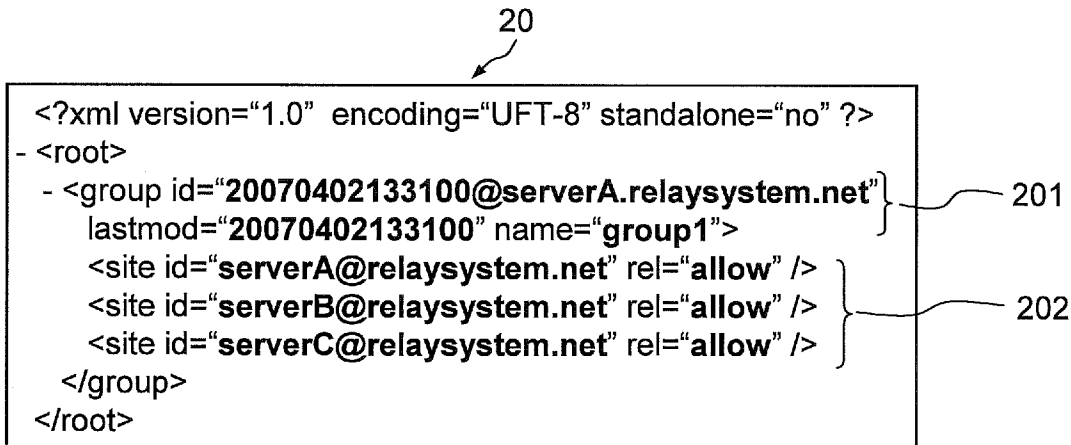 20
<?xml version=“1.0” encoding=“UFT-8” standalone=“no” ?>
- <root>
- <group id=“20070402133100@serverA.relaysystem.net”
201
lastmod=“20070402133100” name=“group1”>
<site id=“serverA@relaysystem.net” rel=“allow” />
<site id=“serverB@relaysystem.net” rel=“allow” />
202
<site id=“serverC@relaysystem.net” rel=“allow” />
</group>
</root>